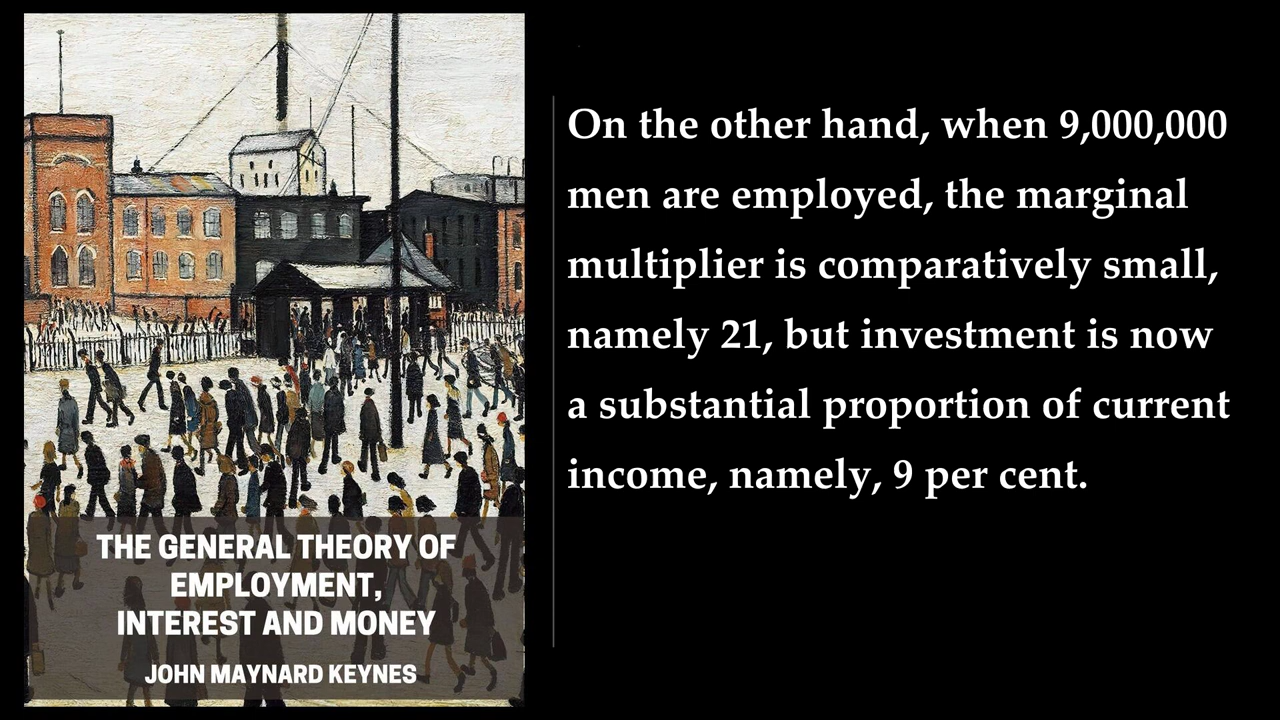 On the other hand, when 9,000,000
men are employed, the marginal
multiplier is comparatively small,
namely 21, but investment is now
a substantial proportion of current
income, namely, 9 per cent.
THE GENERAL THEORY OF
EMPLOYMENT,
INTEREST AND MONEY
JOHN MAYNARD KEYNES